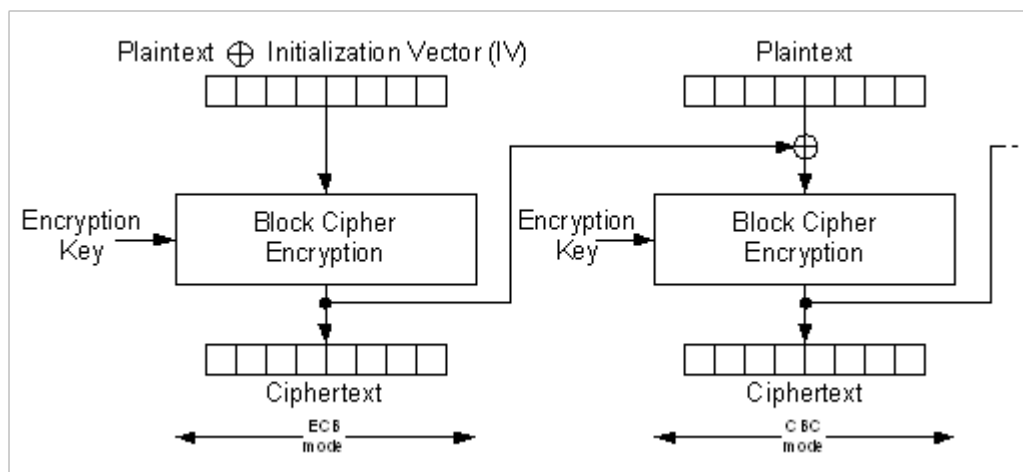 Plaintext ⊕ Initialization Vector (IV)
Encryption
Key
Block Cipher
Encryption
Ciphertext
ECB
mode
Plaintext
Encryption
Key
Block Cipher
Encryption
Ciphertext
CBC
mode